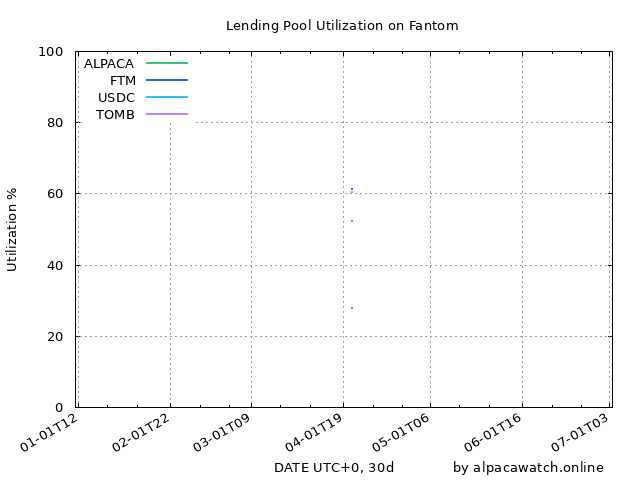 Lending Pool Utilization on Fantom
100
80
60
40
20
0
Utilization %
ALPACA
FTM
USDC
TOMB
01-01T12
02-01T22
03-01T09
04-01T19
05-01T06
06-01T16
07-01T03
DATE UTC+0, 30d
by alpacawatch.online